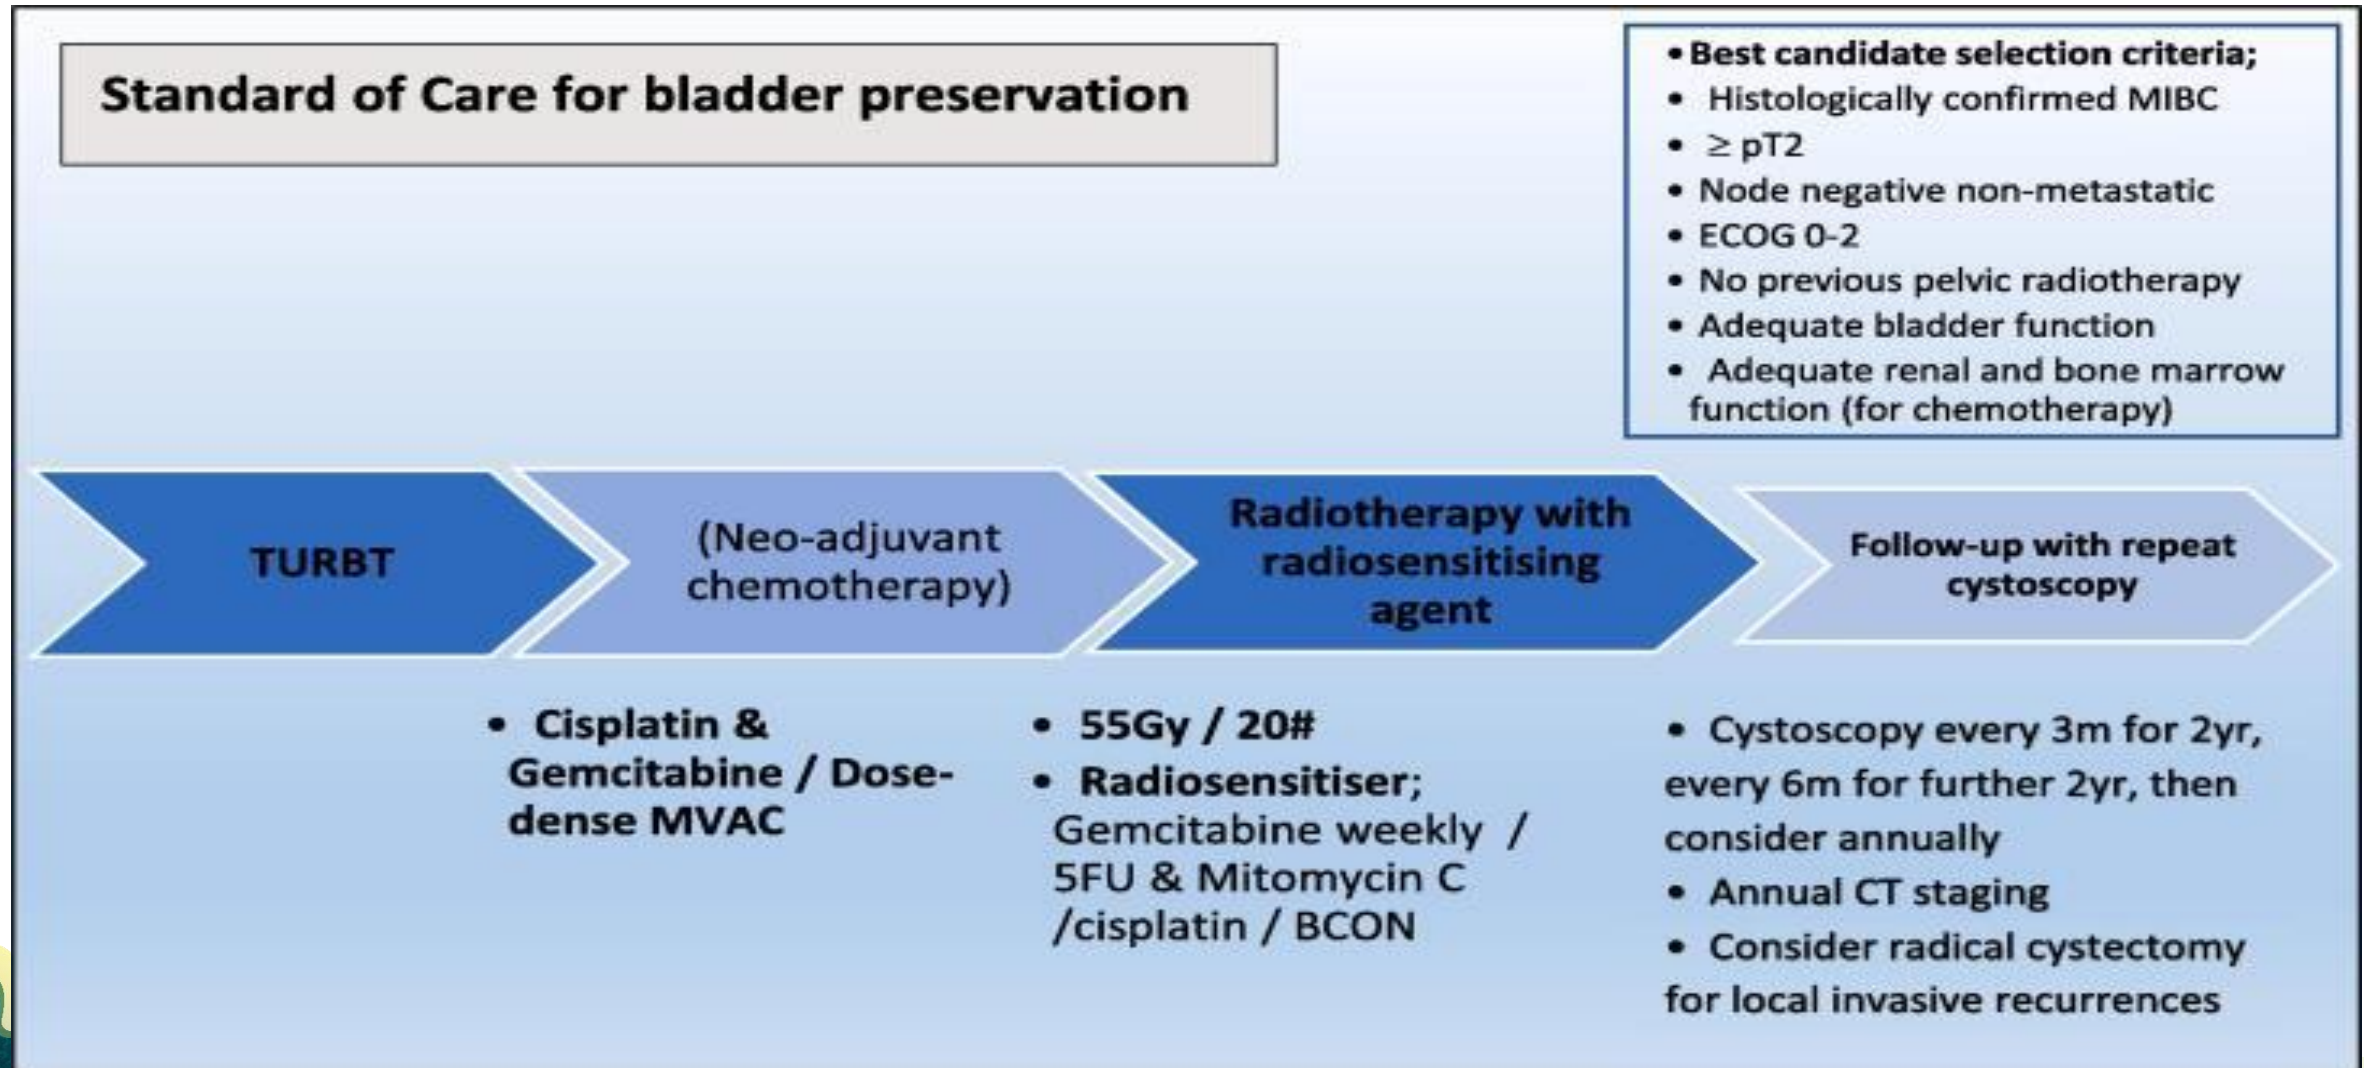 Standard of Care for bladder preservation
•Best candidate selection criteria;
• Histologically confirmed MIBC
• ≥ pT2
• Node negative non-metastatic
• ECOG 0-2
• No previous pelvic radiotherapy
• Adequate bladder function
• Adequate renal and bone marrow
function (for chemotherapy)
TURBT
(Neo-adjuvant
chemotherapy)
Radiotherapy with
radiosensitising
agent
Follow-up with repeat
cystoscopy
• Cisplatin &
Gemcitabine / Dose-
dense MVAC
• 55Gy / 20#
• Radiosensitiser;
Gemcitabine weekly /
5FU & Mitomycin C
/cisplatin / BCON
• Cystoscopy every 3m for 2yr,
every 6m for further 2yr, then
consider annually
• Annual CT staging
• Consider radical cystectomy
for local invasive recurrences